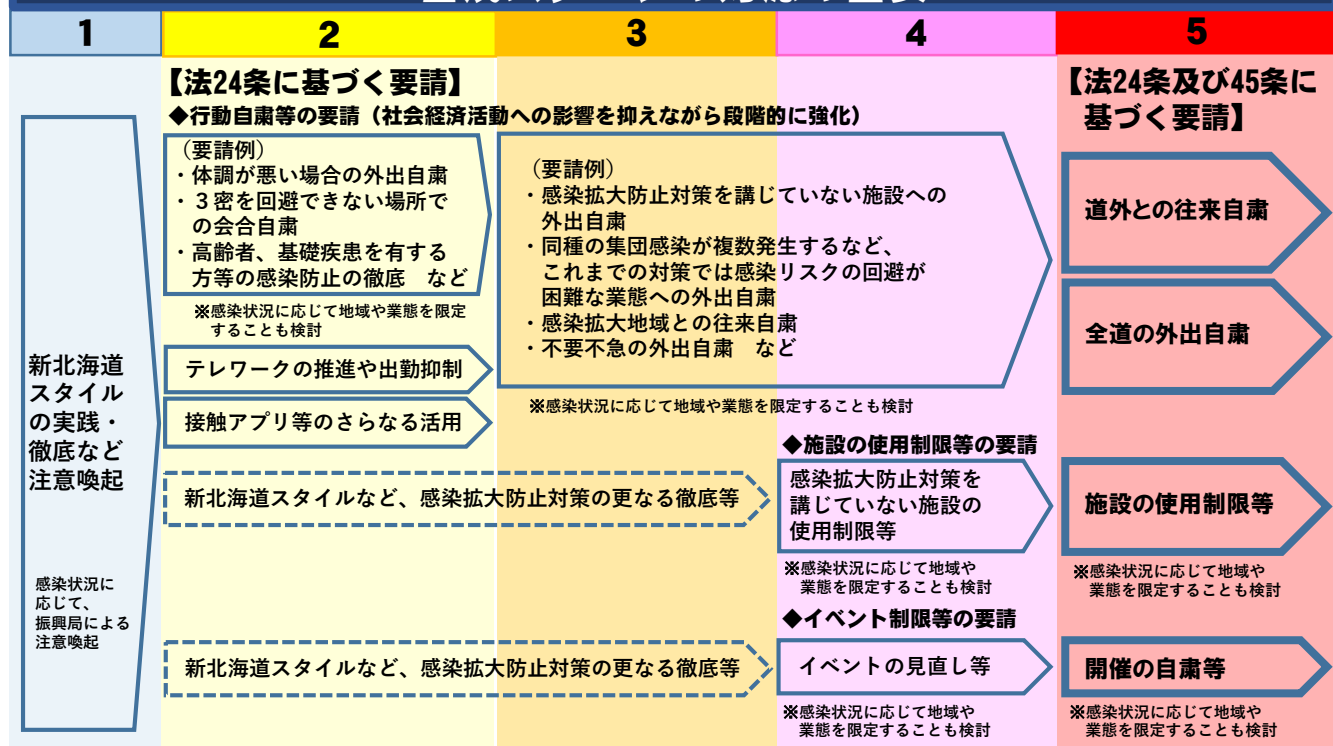 1
2
3
4
5
【法24条に基づく要請】
◆行動自粛等の要請（社会経済活動への影響を抑えながら段階的に強化）
【法24条及び45条に
基づく要請】
新北海道
スタイル
の実践・
徹底など
注意喚起
感染状況に
応じて、
振興局による
注意喚起
（要請例）
・体調が悪い場合の外出自粛
・３密を回避できない場所で
の会合自粛
・高齢者、基礎疾患を有する
方等の感染防止の徹底　など
※感染状況に応じて地域や業態を限定
することも検討
テレワークの推進や出勤抑制
接触アプリ等のさらなる活用
（要請例）
・感染拡大防止対策を講じていない施設への
外出自粛
・同種の集団感染が複数発生するなど、
これまでの対策では感染リスクの回避が
困難な業態への外出自粛
・感染拡大地域との往来自粛
・不要不急の外出自粛　など
※感染状況に応じて地域や業態を限定することも検討
道外との往来自粛
全道の外出自粛
◆施設の使用制限等の要請
新北海道スタイルなど、感染拡大防止対策の更なる徹底等
感染拡大防止対策を
講じていない施設の
使用制限等
※感染状況に応じて地域や
業態を限定することも検討
施設の使用制限等
※感染状況に応じて地域や
業態を限定することも検討
◆イベント制限等の要請
新北海道スタイルなど、感染拡大防止対策の更なる徹底等
イベントの見直し等
※感染状況に応じて地域や
業態を限定することも検討
開催の自粛等
※感染状況に応じて地域や
業態を限定することも検討